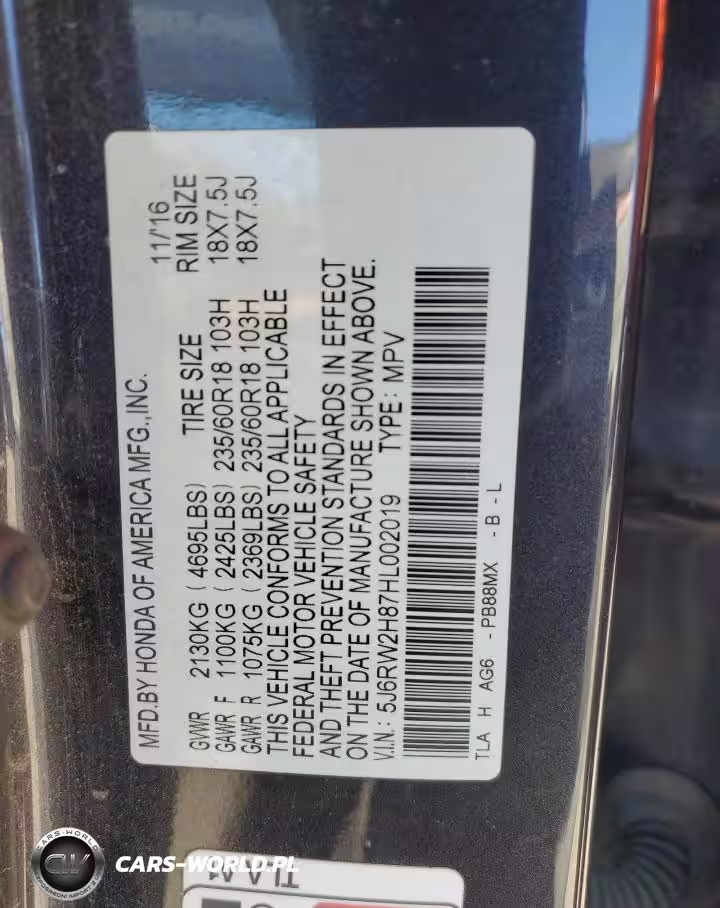 MFD.BY HONDA OF AMERICA MFG.,INC. 11/'16
GVWR 2130KG ( 4695LBS) TIRE SIZE RIM SIZE
GAWR F 1100KG ( 2425LBS) 235/60R18 103H 18X7.5J
GAWR R 1075KG ( 2369LBS) 235/60R18 103H 18X7.5J
THIS VEHICLE CONFORMS TO ALL APPLICABLE
FEDERAL MOTOR VEHICLE SAFETY
AND THEFT PREVENTION STANDARDS IN EFFECT
ON THE DATE OF MANUFACTURE SHOWN ABOVE.
V.I.N.: 5J6RW2H87HL002019 TYPE: MPV
TLA H AG6 - PB88MX - B - L
CARS-WORLD
CW
CARS-WORLD.PL